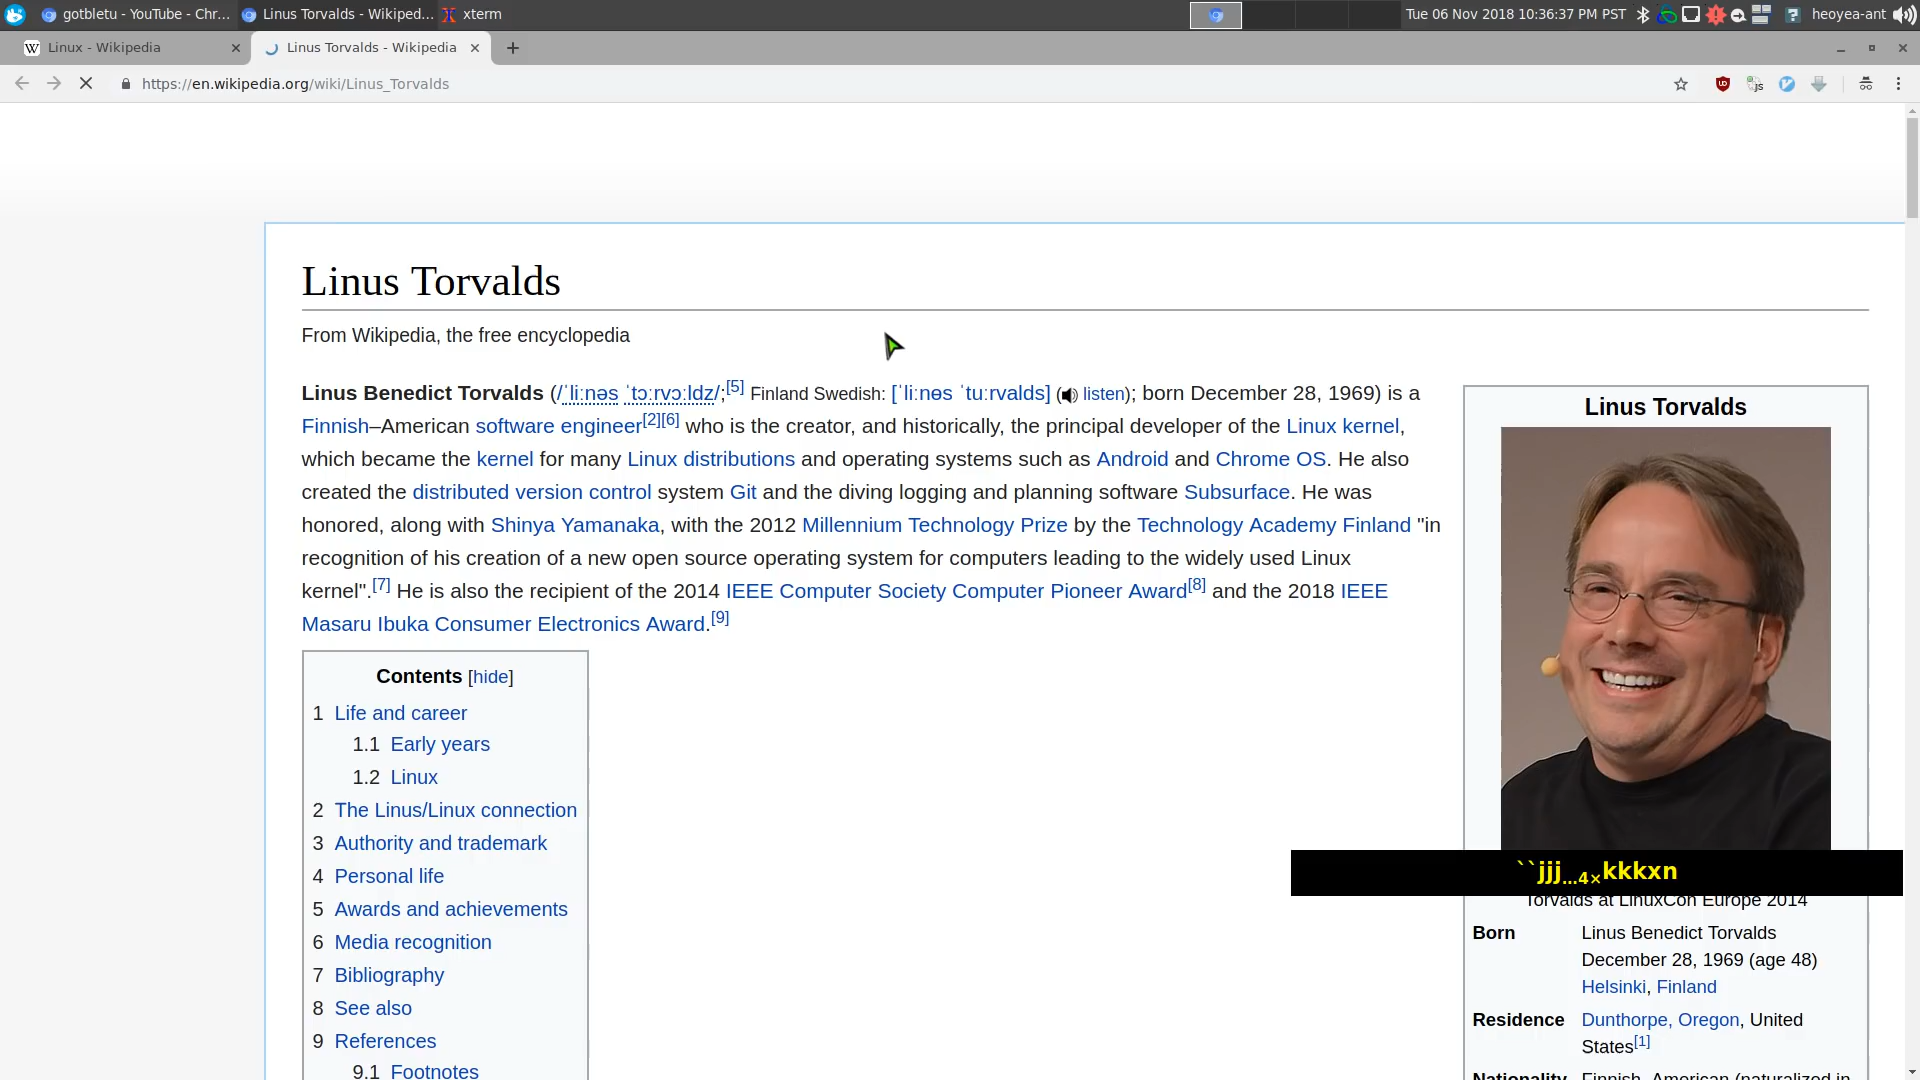 gotbletu - YouTube - Chr... Linus Torvalds - Wikiped... xterm Tue 06 Nov 2018 10:36:37 PM PST heoyea-ant
Linux - Wikipedia Linus Torvalds - Wikipedia
https://en.wikipedia.org/wiki/Linus_Torvalds
Linus Torvalds
From Wikipedia, the free encyclopedia
Linus Benedict Torvalds (/ˈliːnəs ˈtɔːrvɔːldz/;[5] Finland Swedish: [ˈliːnʉs ˈtuːrvalds] (listen); born December 28, 1969) is a
Finnish–American software engineer[2][6] who is the creator, and historically, the principal developer of the Linux kernel,
which became the kernel for many Linux distributions and operating systems such as Android and Chrome OS. He also
created the distributed version control system Git and the diving logging and planning software Subsurface. He was
honored, along with Shinya Yamanaka, with the 2012 Millennium Technology Prize by the Technology Academy Finland "in
recognition of his creation of a new open source operating system for computers leading to the widely used Linux
kernel".[7] He is also the recipient of the 2014 IEEE Computer Society Computer Pioneer Award[8] and the 2018 IEEE
Masaru Ibuka Consumer Electronics Award.[9]
Contents [hide]
1 Life and career
1.1 Early years
1.2 Linux
2 The Linus/Linux connection
3 Authority and trademark
4 Personal life
5 Awards and achievements
6 Media recognition
7 Bibliography
8 See also
9 References
9.1 Footnotes
Linus Torvalds
``jjj...4×kkkxn
Torvalds at LinuxCon Europe 2014
Born Linus Benedict Torvalds
December 28, 1969 (age 48)
Helsinki, Finland
Residence Dunthorpe, Oregon, United
States[1]
Nationality Finnish, American (naturalized in